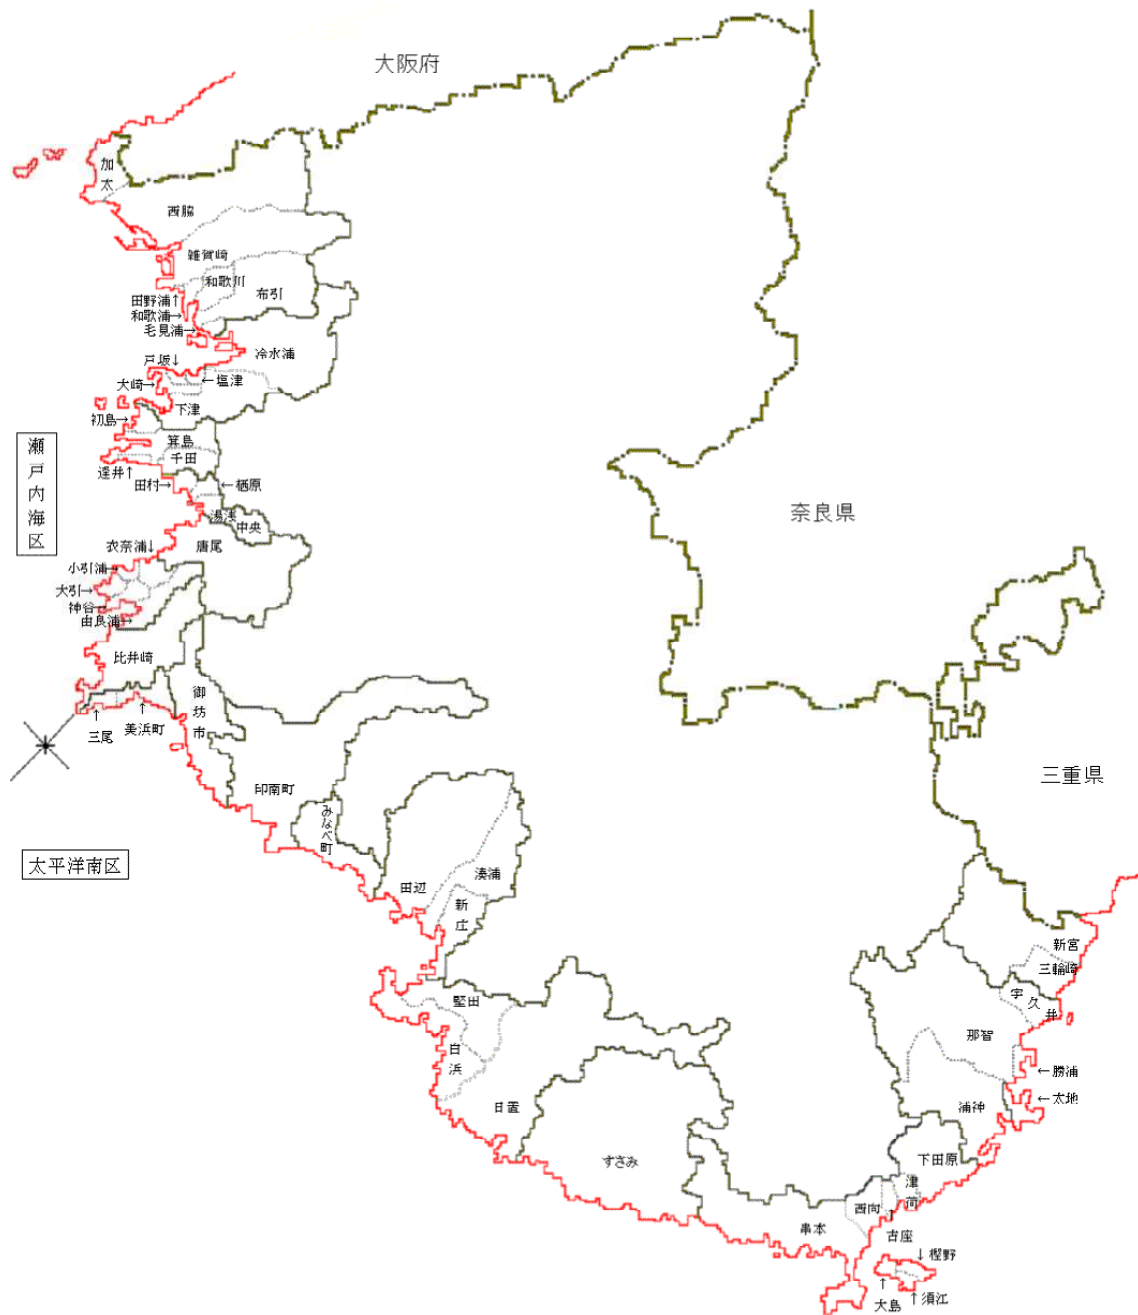 大阪府
加太
西脇
雑賀崎
和歌川
布引
田野浦↑
和歌浦→
毛見浦→
冷水浦
戸坂↓
大崎→
←塩津
下津
初島→
箕島
千田
逢井↑
田村→
←栖原
湯浅
中央
瀬戸内海区
衣奈浦↓
唐尾
小引浦→
大引→
神谷→
由良浦→
比井崎
御坊市
↑
三尾
↑
美浜町
奈良県
三重県
印南町
みなべ町
太平洋南区
田辺
湊浦
新庄
堅田
白浜
日置
すさみ
串本
西向
↑
古座
津荷
下田原
浦神
←太地
←勝浦
那智
宇久井
三輪崎
新宮
↓樫野
↑
大島
↑須江